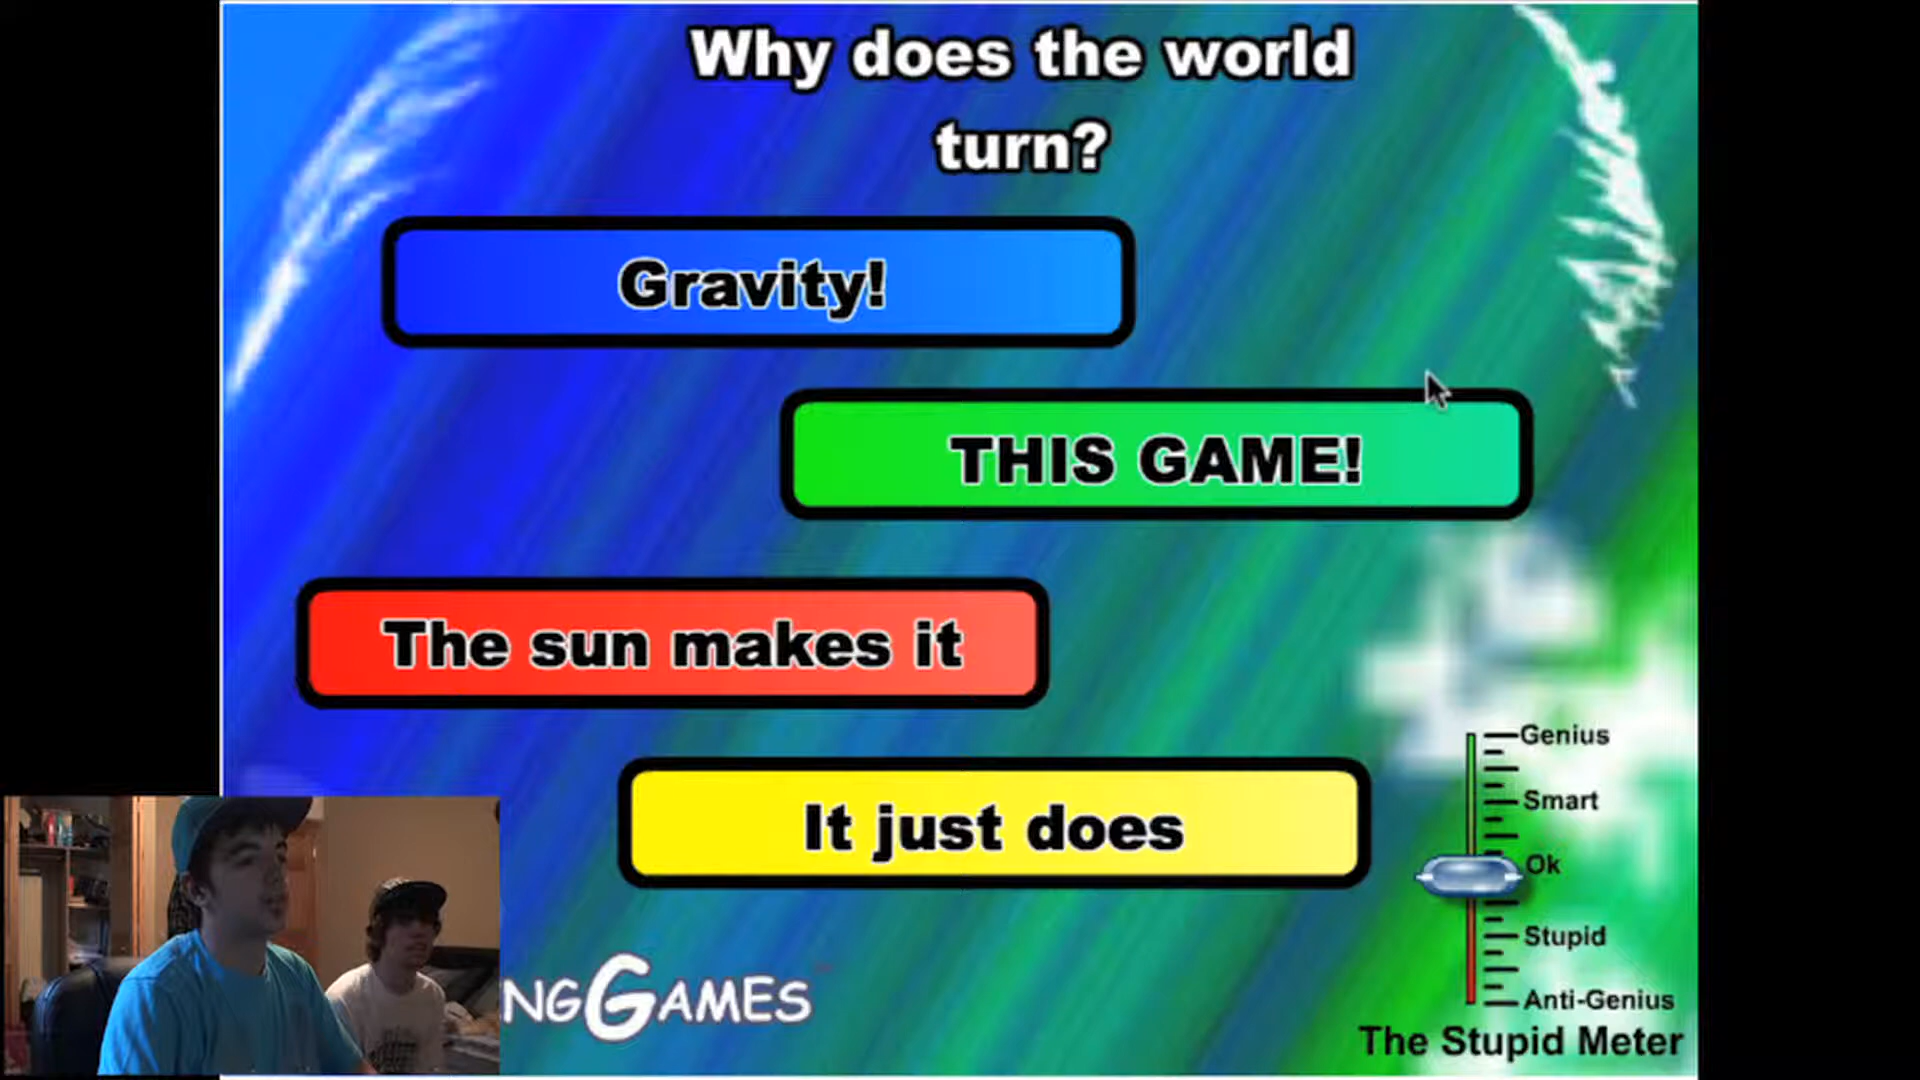 Why does the world
turn?
Gravity!
THIS GAME!
The sun makes it
It just does
Genius
Smart
Ok
Stupid
Anti-Genius
The Stupid Meter
NGGAMES